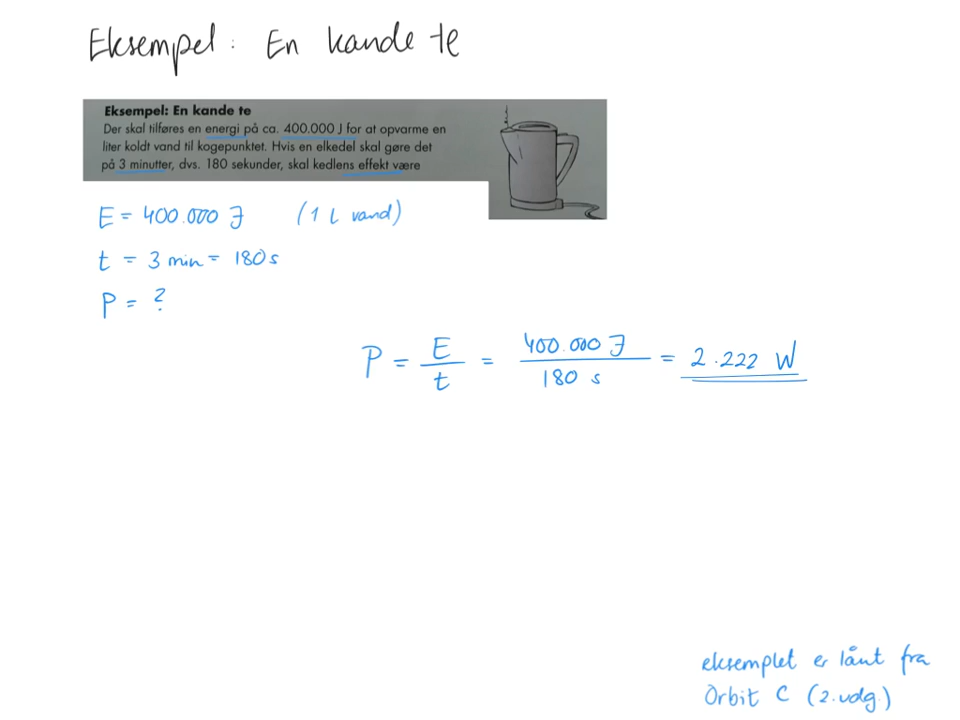 Eksempel: En kande te
Eksempel: En kande te
Der skal tilføres en energi på ca. 400.000 J for at opvarme en
liter koldt vand til kogepunktet. Hvis en elkedel skal gøre det
på 3 minutter, dvs. 180 sekunder, skal kedlens effekt være
E = 400.000 J (1 L vand)
t = 3 min = 180 s
P = ?
P = E/t = 400.000 J / 180 s = 2.222 W
eksemplet er lånt fra
Orbit C (2. udg.)